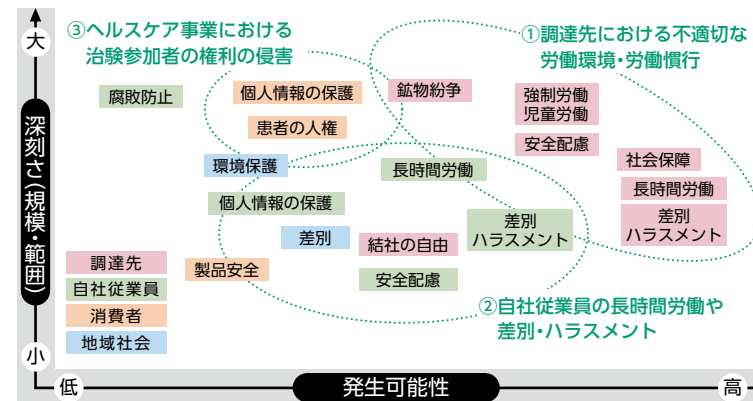 大
③ヘルスケア事業における
治験参加者の権利の侵害
①調達先における不適切な
労働環境・労働慣行
腐敗防止
個人情報の保護
患者の人権
鉱物紛争
強制労働
児童労働
安全配慮
環境保護
長時間労働
社会保障
長時間労働
個人情報の保護
差別
ハラスメント
差別
ハラスメント
差別
結社の自由
製品安全
安全配慮
深刻さ(規模・範囲)
調達先
自社従業員
消費者
地域社会
②自社従業員の長時間労働や
差別・ハラスメント
小
低
発生可能性
高